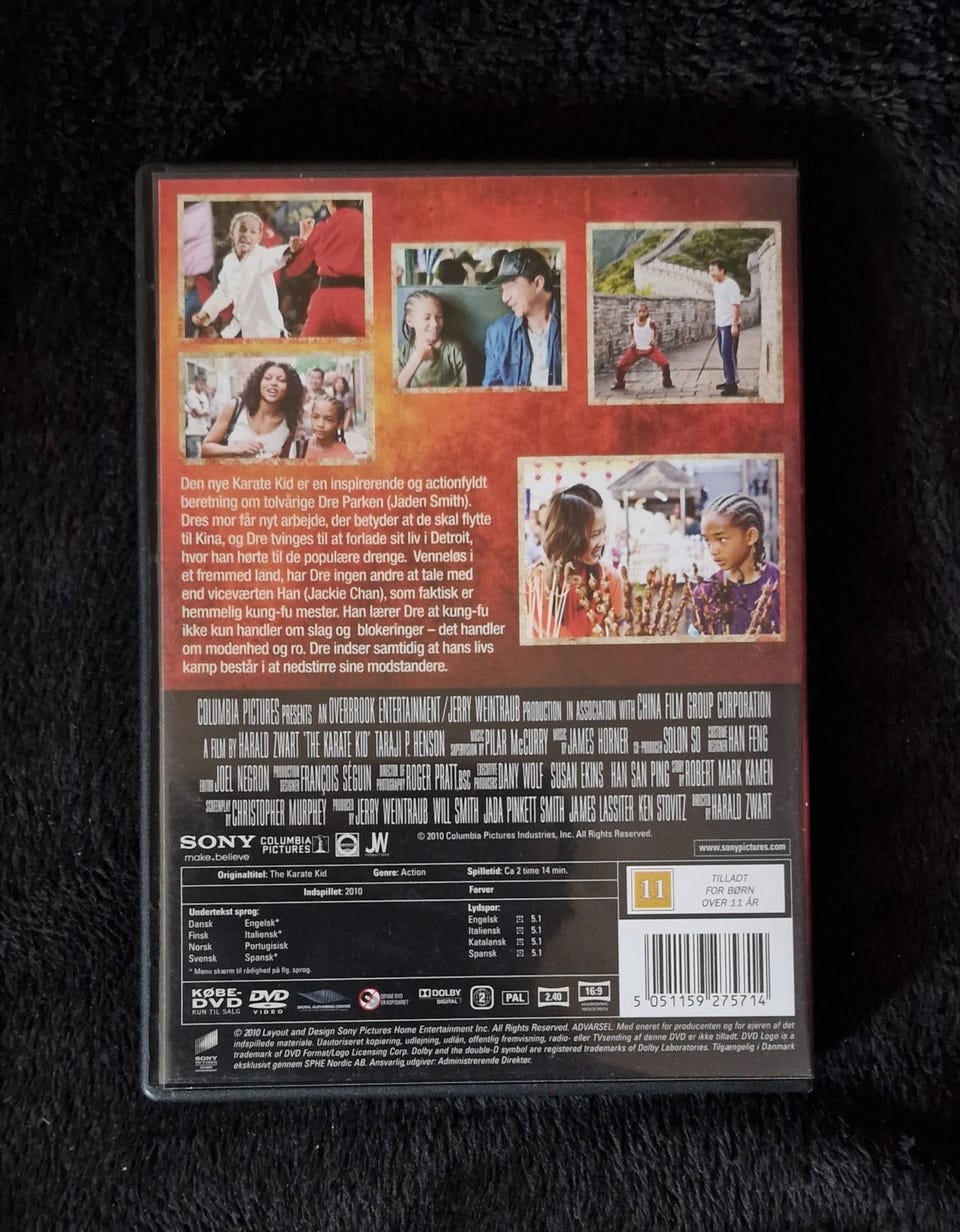 Den nye Karate Kid er en inspirerende og actionfyldt
beretning om tolvårige Dre Parken (Jaden Smith).
Dres mor får nyt arbejde, der betyder at de skal flytte
til Kina, og Dre tvinges til at forlade sit liv i Detroit,
hvor han hørte til de populære drenge. Venneløs i
et fremmed land, har Dre ingen andre at tale med
end viceværten Han (Jackie Chan), som faktisk er
hemmelig kung-fu mester. Han lærer Dre at kung-fu
ikke kun handler om slag og blokeringer – det handler
om modenhed og ro. Dre indser samtidig at hans livs
kamp består i at nedstirre sine modstandere.
COLUMBIA PICTURES PRESENTS AN OVERBROOK ENTERTAINMENT/JERRY WEINTRAUB PRODUCTION IN ASSOCIATION WITH CHINA FILM GROUP CORPORATION
A FILM BY HARALD ZWART 'THE KARATE KID' TARAJI P. HENSON MUSIC SUPERVISION BY PILAR McCURRY MUSIC BY JAMES HORNER CO-PRODUCER SOLON SO COSTUME DESIGNER HAN FENG
EDITOR JOEL NEGRON PRODUCTION DESIGNER FRANÇOIS SÉGUIN DIRECTOR OF PHOTOGRAPHY ROGER PRATT, BSC EXECUTIVE PRODUCERS DANY WOLF SUSAN EKINS HAN SAN PING STORY BY ROBERT MARK KAMEN
SCREENPLAY BY CHRISTOPHER MURPHEY PRODUCED BY JERRY WEINTRAUB WILL SMITH JADA PINKETT SMITH JAMES LASSITER KEN STOVITZ DIRECTED BY HARALD ZWART
© 2010 Columbia Pictures Industries, Inc. All Rights Reserved.
SONY
make.believe
COLUMBIA
PICTURES
JW
www.sonypictures.com
Originaltitel: The Karate Kid Genre: Action Spilletid: Ca 2 time 14 min.
Indspillet: 2010 Farver
Undertekst sprog:
Dansk Engelsk*
Finsk Italiensk*
Norsk Portugisisk
Svensk Spansk*
* Menu skærm til rådighed på flg. sprog.
Lydspor:
Engelsk 5.1
Italiensk 5.1
Katalansk 5.1
Spansk 5.1
11
TILLADT
FOR BØRN
OVER 11 ÅR
5 051159 275714
KØBE-
DVD
KUN TIL SALG
DVD
VIDEO
DENNE DVD
ER KOPISIKRET
DOLBY
DIGITAL
2
PAL
2.40
16:9
SONY
© 2010 Layout and Design Sony Pictures Home Entertainment Inc. All Rights Reserved. ADVARSEL: Med eneret for producenten og for ejeren af det
indspillede materiale. Uautoriseret kopiering, udlejning, udlån, offentlig fremvisning, radio- eller TVsending af denne DVD er ikke tilladt. DVD Logo is a
trademark of DVD Format/Logo Licensing Corp. Dolby and the double-D symbol are registered trademarks of Dolby Laboratories. Tilgængelig i Danmark
eksklusivt gennem SPHE Nordic AB. Ansvarlig udgiver: Administrerende Direktør.